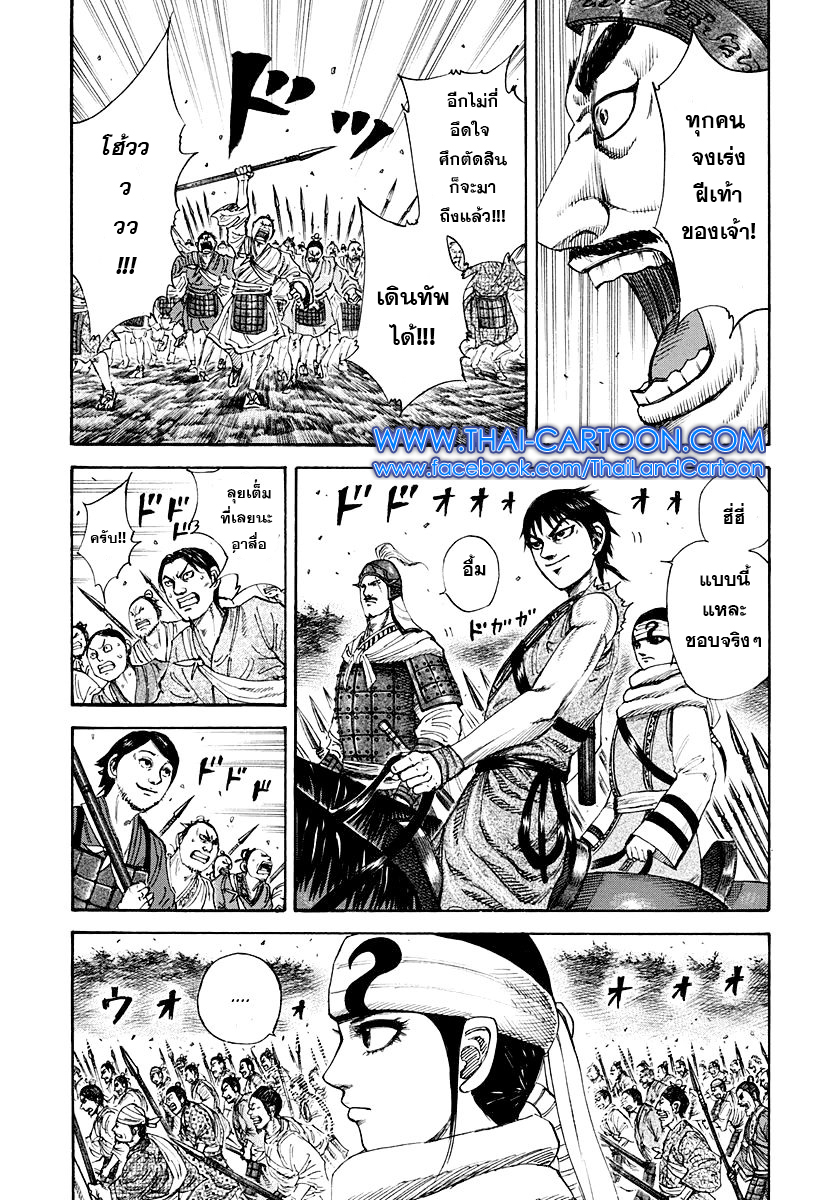 ทุกคน
จงเร่ง
ฝีเท้า
ของเจ้า!
อีกไม่กี่
อึดใจ
ศึกตัดสิน
ก็จะมา
ถึงแล้ว!!!
เดินทัพ
ได้!!!
ドドッ
โฮ้วว
ว
วว
!!!
WWW.THAI-CARTOON.COM
www.facebook.com/ThaiLandCartoon
ฮี่ฮี่
แบบนี้
แหละ
ชอบจริงๆ
อื้ม
ドドオオオオ
ドガガガ
ลุยเต็ม
ที่เลยนะ
อาสื่อ
ครับ!!
ドドド
ドドド
....
ウオオ
オオオ